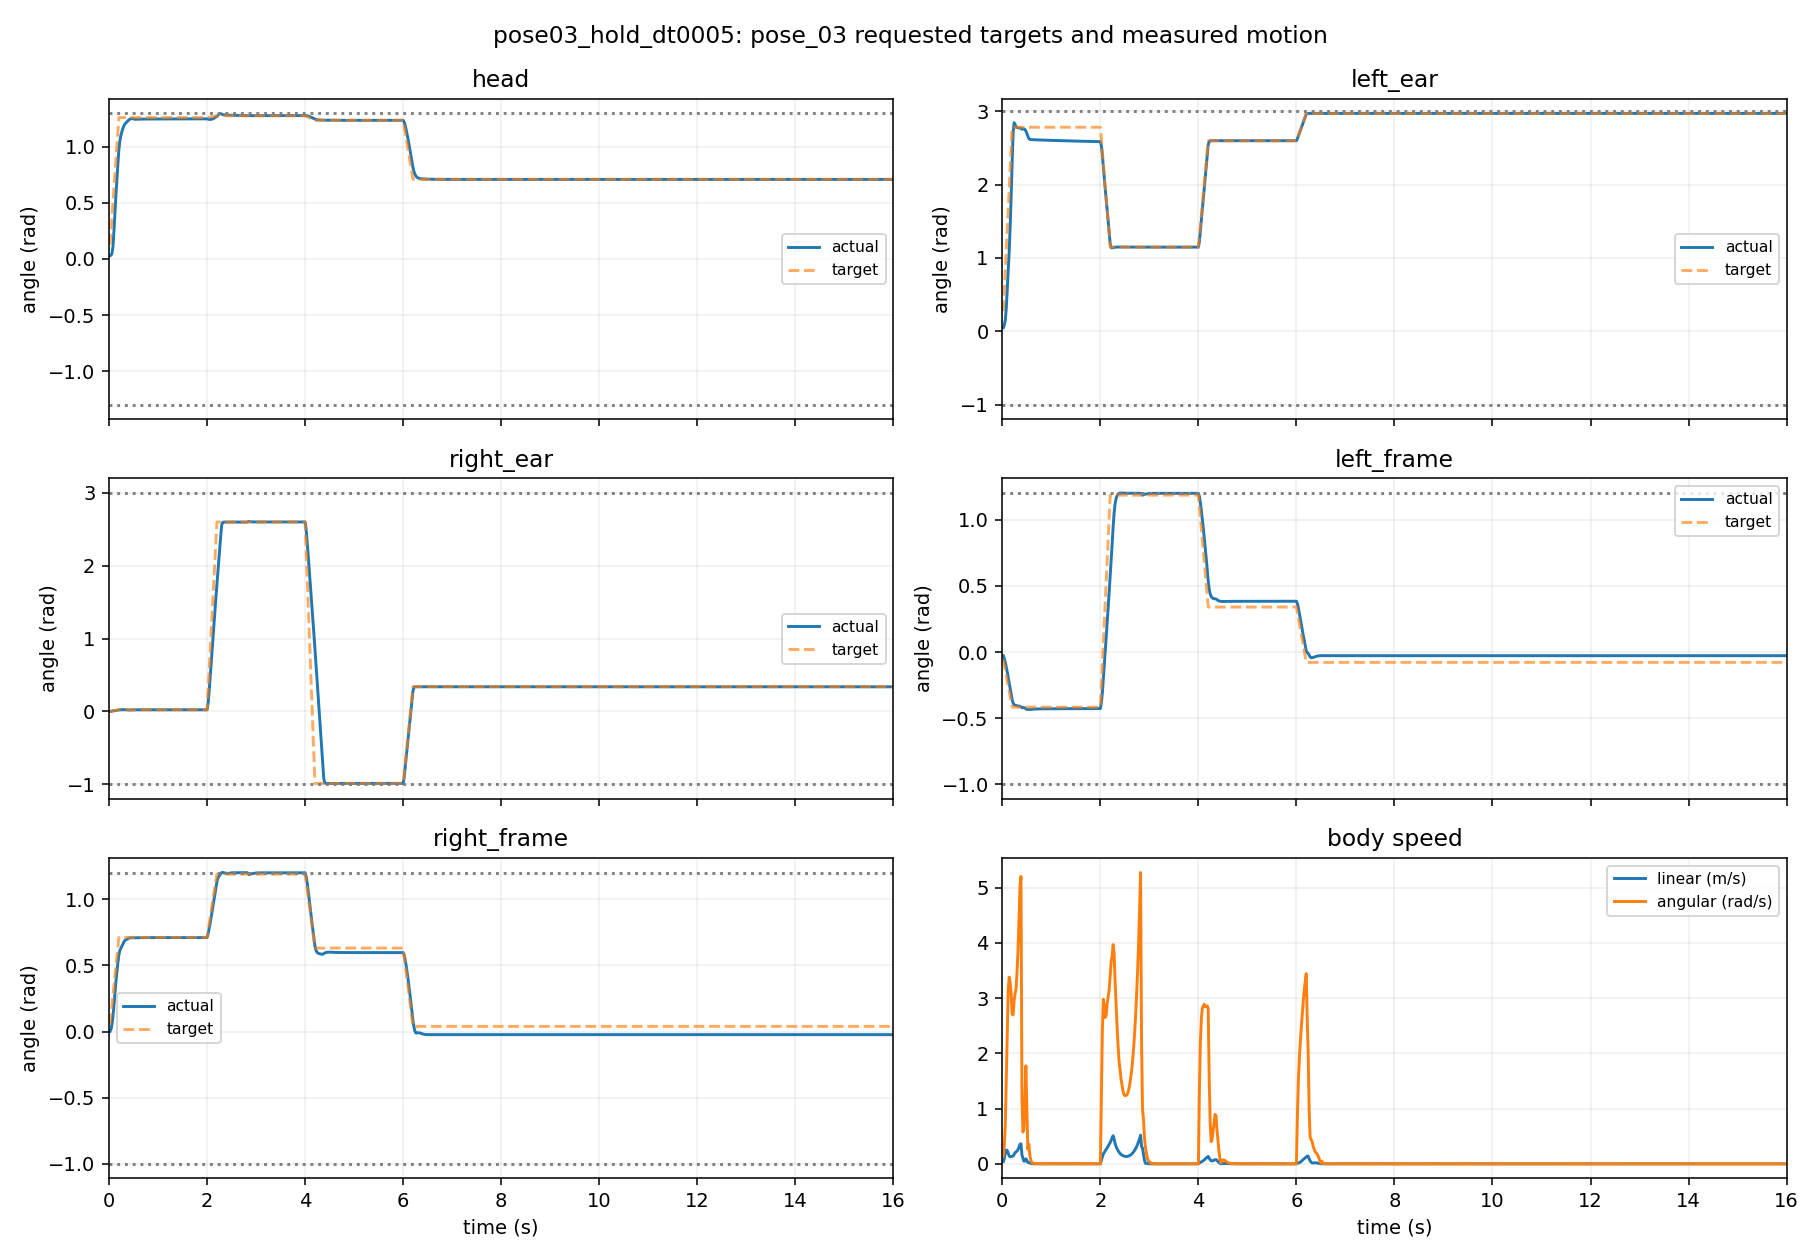 pose03_hold_dt0005: pose_03 requested targets and measured motion
head
angle (rad)
1.0
0.5
0.0
−0.5
−1.0
actual
target
left_ear
angle (rad)
3
2
1
0
−1
actual
target
right_ear
angle (rad)
3
2
1
0
−1
actual
target
left_frame
angle (rad)
1.0
0.5
0.0
−0.5
−1.0
actual
target
right_frame
angle (rad)
1.0
0.5
0.0
−0.5
−1.0
actual
target
0 2 4 6 8 10 12 14 16
time (s)
body speed
5
4
3
2
1
0
linear (m/s)
angular (rad/s)
0 2 4 6 8 10 12 14 16
time (s)